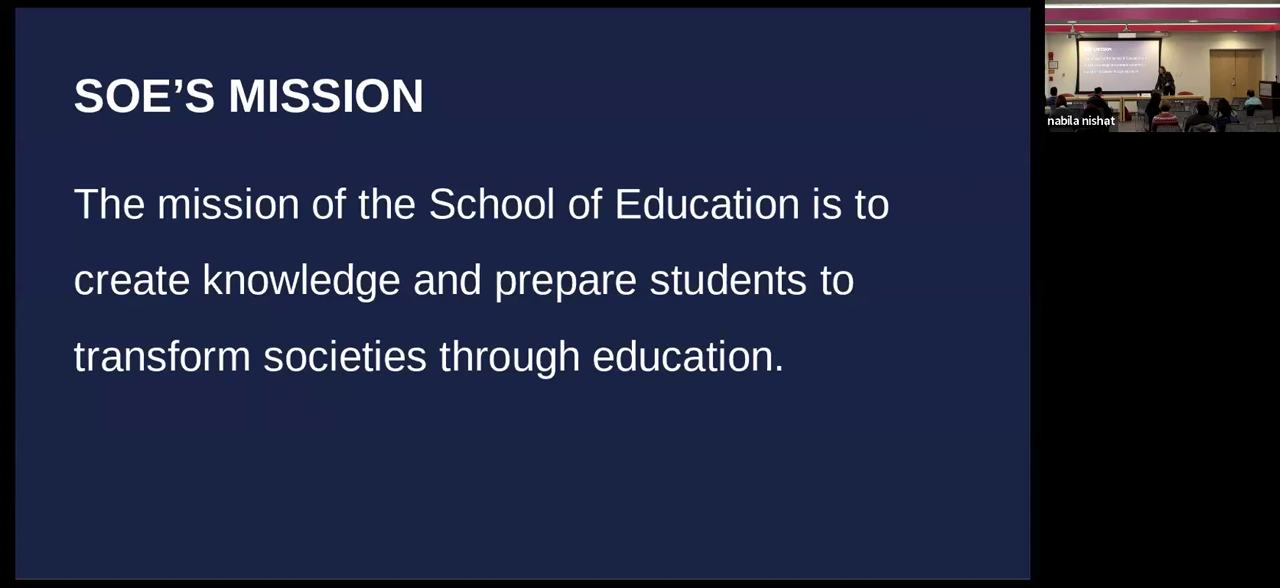 SOE’S MISSION
The mission of the School of Education is to
create knowledge and prepare students to
transform societies through education.
nabila nishat